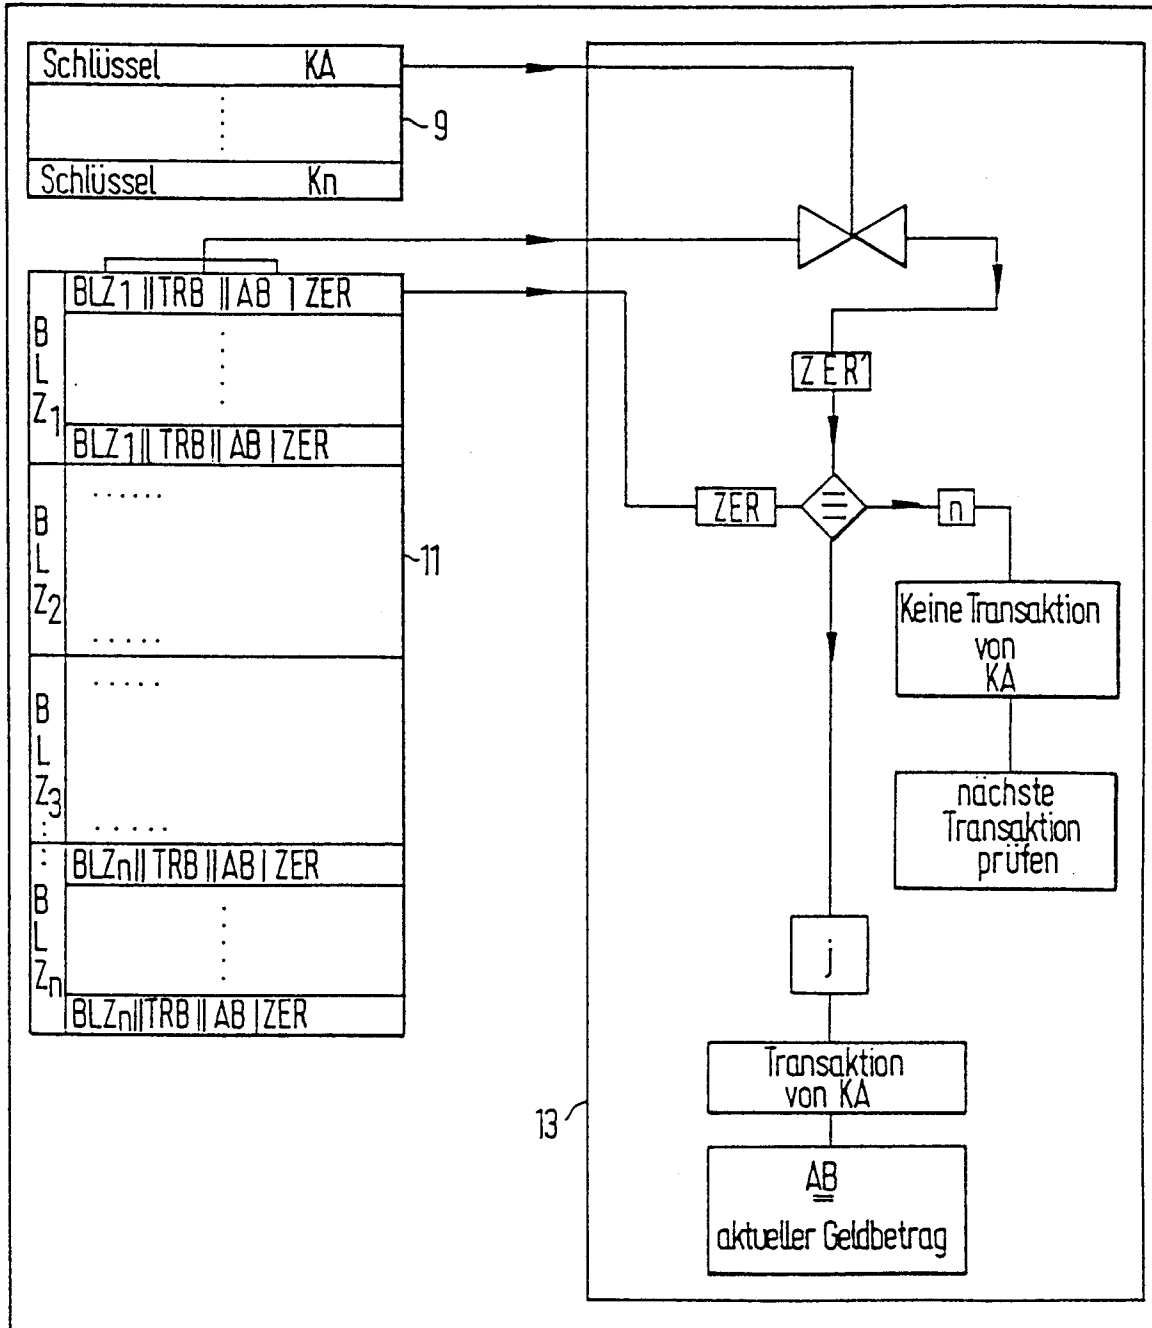 Schlüssel KA
9
Schlüssel Kn
BLZ1 || TRB || AB | ZER
BLZ1
BLZ1 || TRB || AB | ZER
......
BLZ2
.....
11
.....
BLZ3
.....
BLZn || TRB || AB | ZER
BLZn
BLZn || TRB || AB | ZER
13
ZER'
ZER
=
n
Keine Transaktion
von
KA
nächste
Transaktion
prüfen
j
Transaktion
von KA
AB
aktueller Geldbetrag